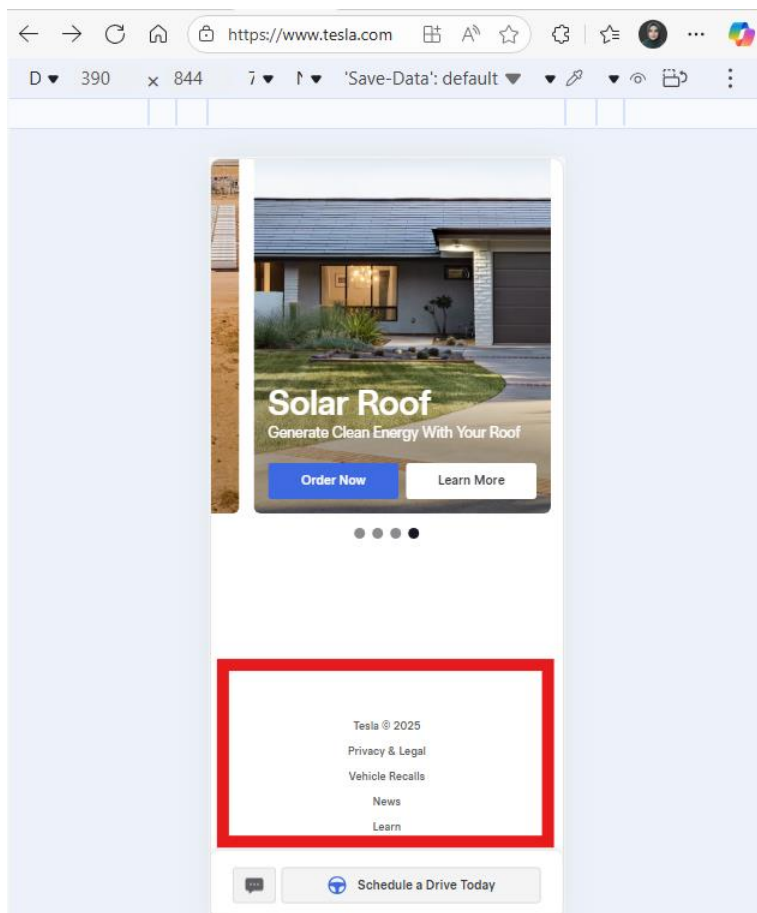 https://www.tesla.com
D 390 x 844 'Save-Data': default
Solar Roof
Generate Clean Energy With Your Roof
Order Now Learn More
Tesla © 2025
Privacy & Legal
Vehicle Recalls
News
Learn
Schedule a Drive Today